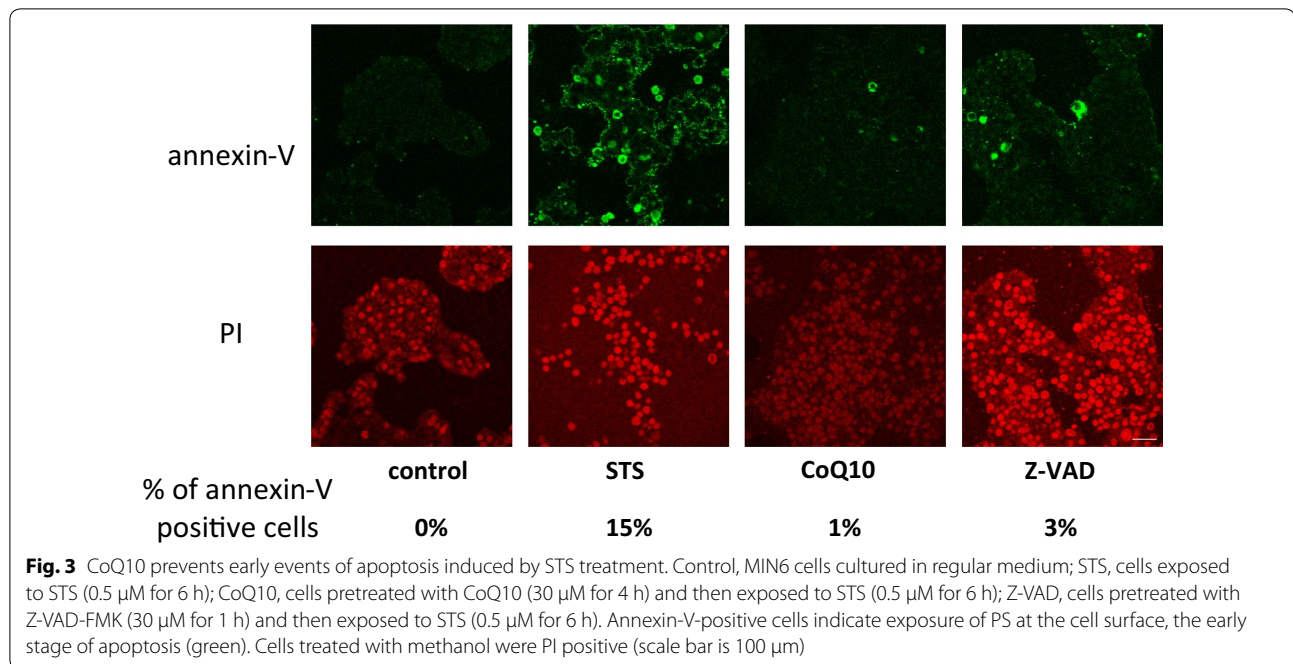 annexin-V
PI
control STS CoQ10 Z-VAD
% of annexin-V
positive cells 0% 15% 1% 3%
Fig. 3 CoQ10 prevents early events of apoptosis induced by STS treatment. Control, MIN6 cells cultured in regular medium; STS, cells exposed
to STS (0.5 µM for 6 h); CoQ10, cells pretreated with CoQ10 (30 µM for 4 h) and then exposed to STS (0.5 µM for 6 h); Z-VAD, cells pretreated with
Z-VAD-FMK (30 µM for 1 h) and then exposed to STS (0.5 µM for 6 h). Annexin-V-positive cells indicate exposure of PS at the cell surface, the early
stage of apoptosis (green). Cells treated with methanol were PI positive (scale bar is 100 µm)